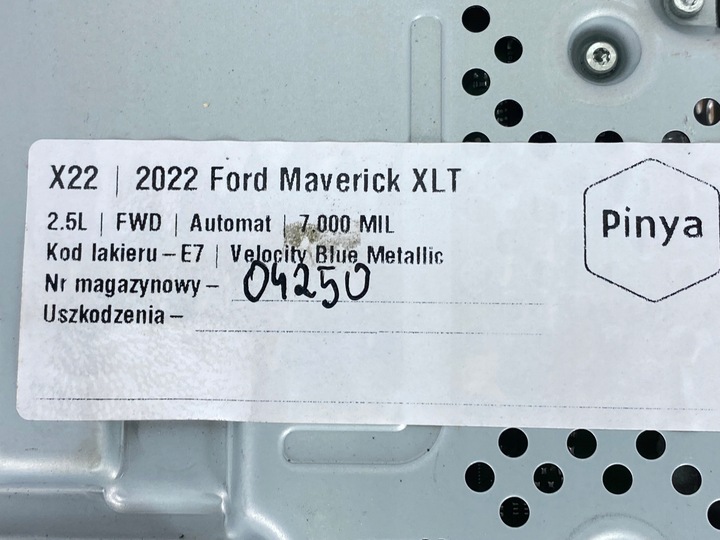 X22 | 2022 Ford Maverick XLT
2.5L | FWD | Automat | 7 000 MIL
Kod lakieru – E7 | Velocity Blue Metallic
Nr magazynowy – 04250
Uszkodzenia –
Pinya